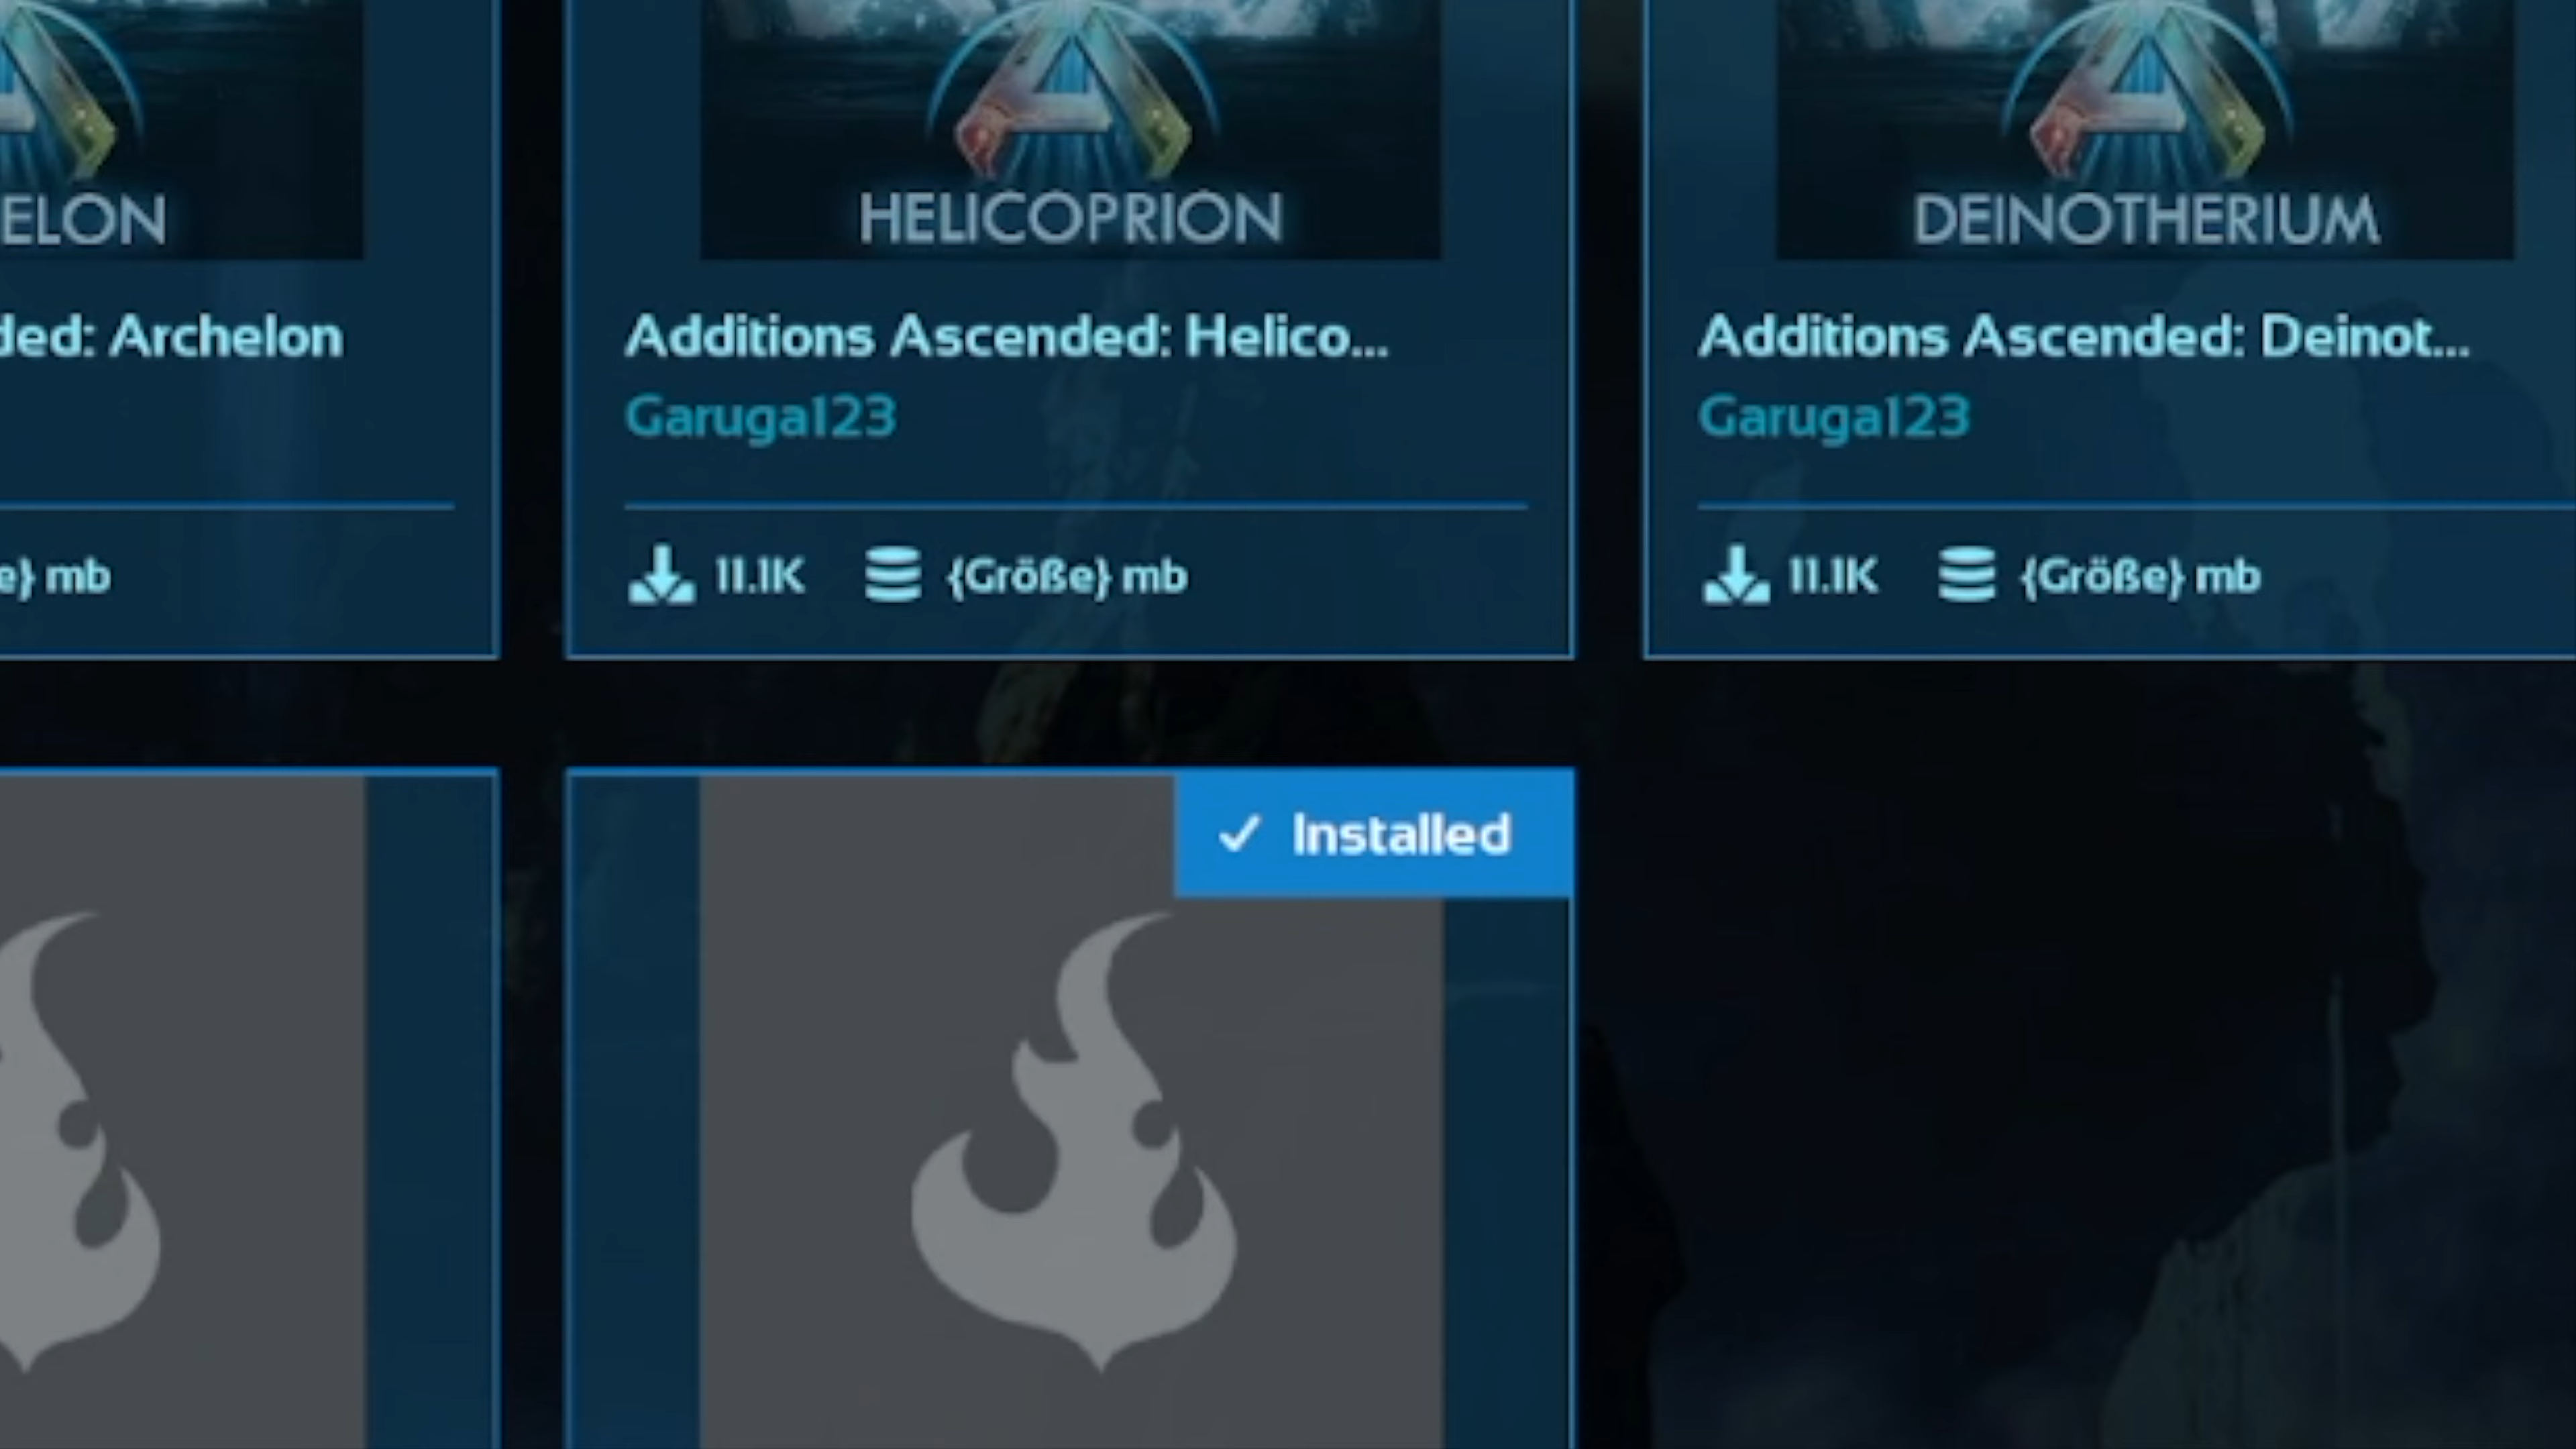 ELON
HELICOPRION
DEINOTHERIUM
ded: Archelon
Additions Ascended: Helico...
Additions Ascended: Deinot...
Garuga123
Garuga123
e} mb
11.1K {Größe} mb
11.1K {Größe} mb
Installed